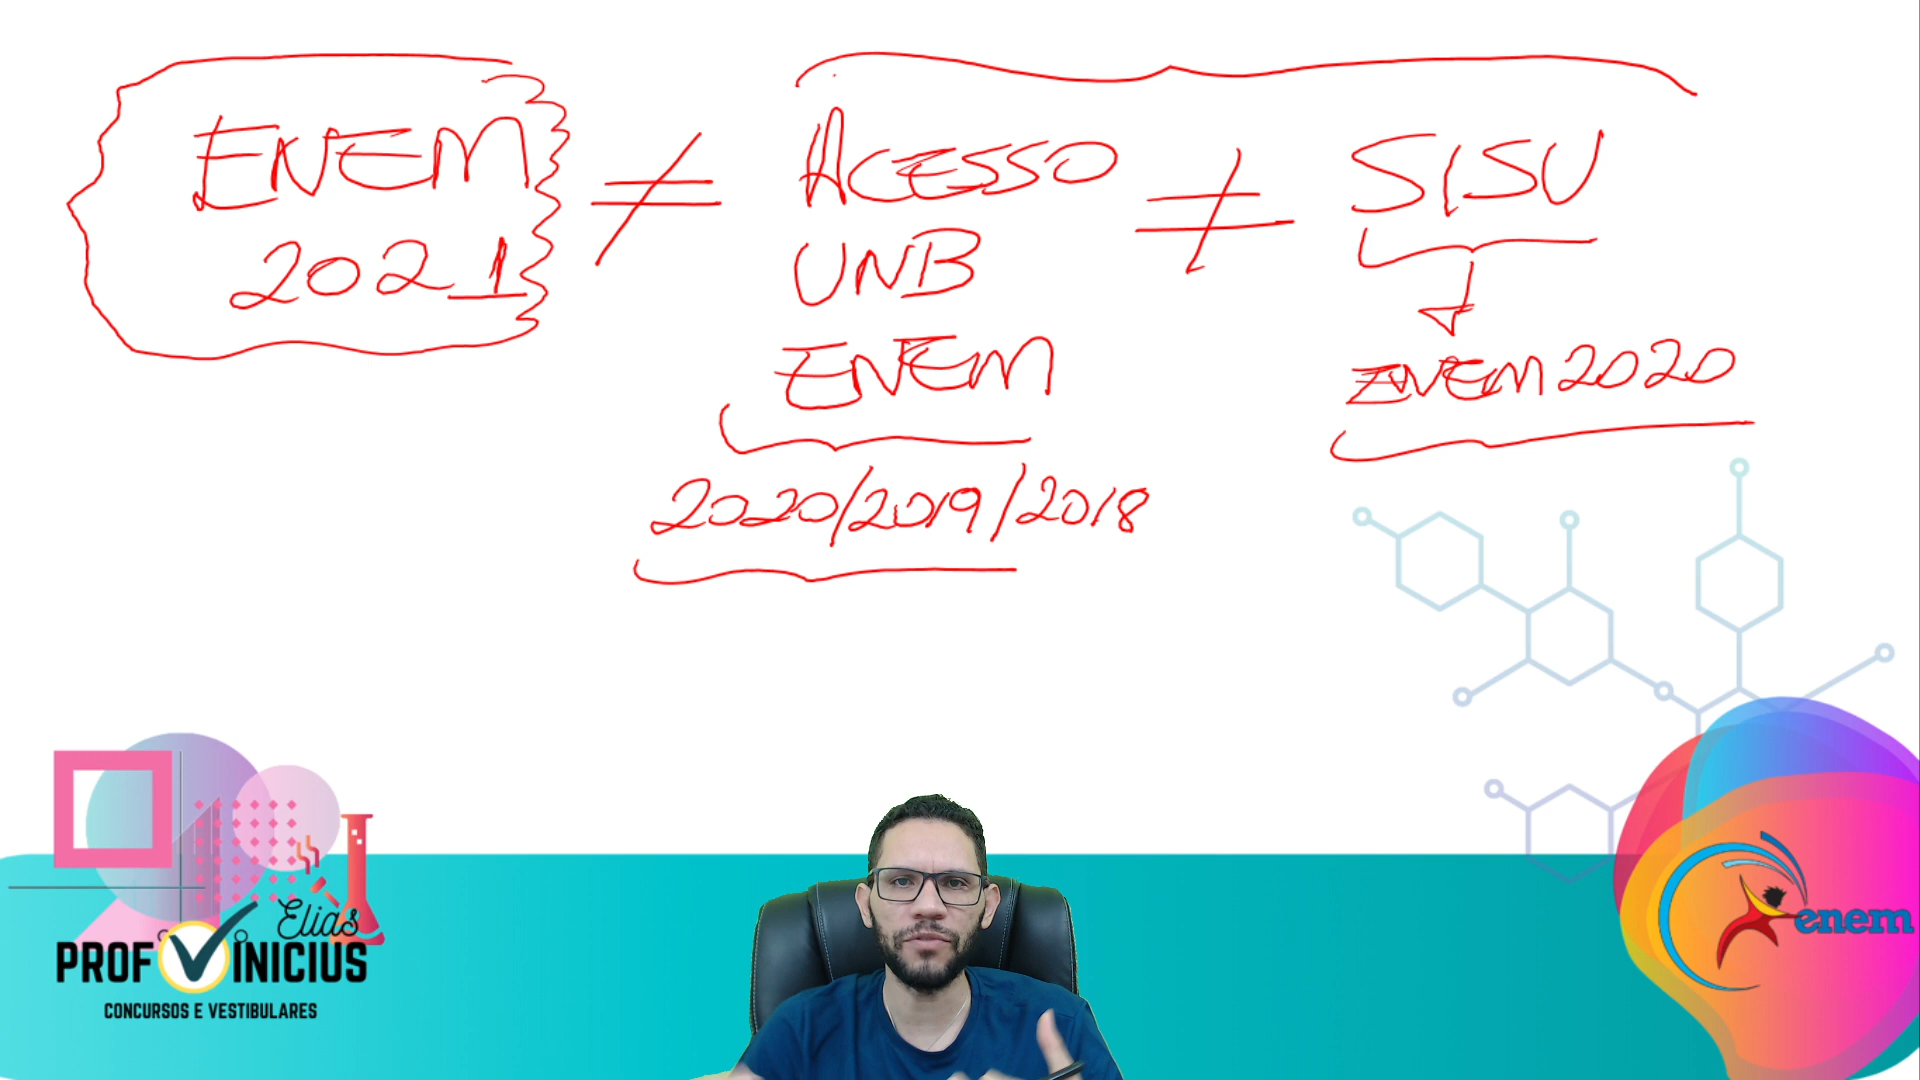 ENEM ≠ ACESSO ≠ SISU
2021
UNB
ENEM
ENEM 2020
2020/2019/2018
Elias
PROF VINICIUS
CONCURSOS E VESTIBULARES
enem